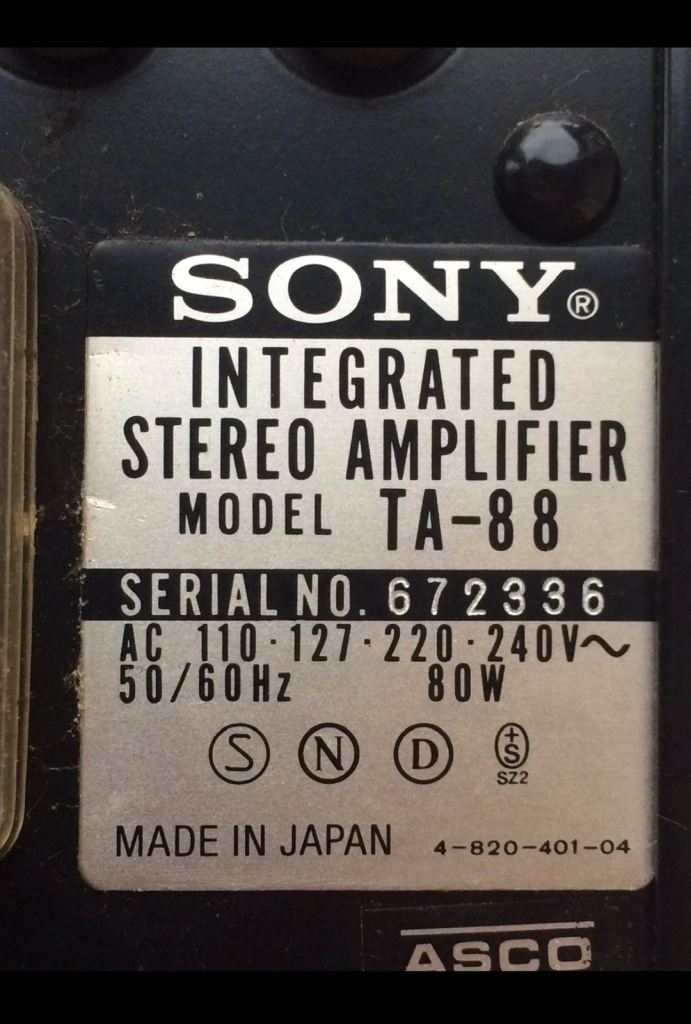 SONY®
INTEGRATED
STEREO AMPLIFIER
MODEL TA-88
SERIAL NO. 672336
AC 110·127·220·240V~
50/60Hz 80W
S N D +S
SZ2
MADE IN JAPAN 4-820-401-04
ASCO